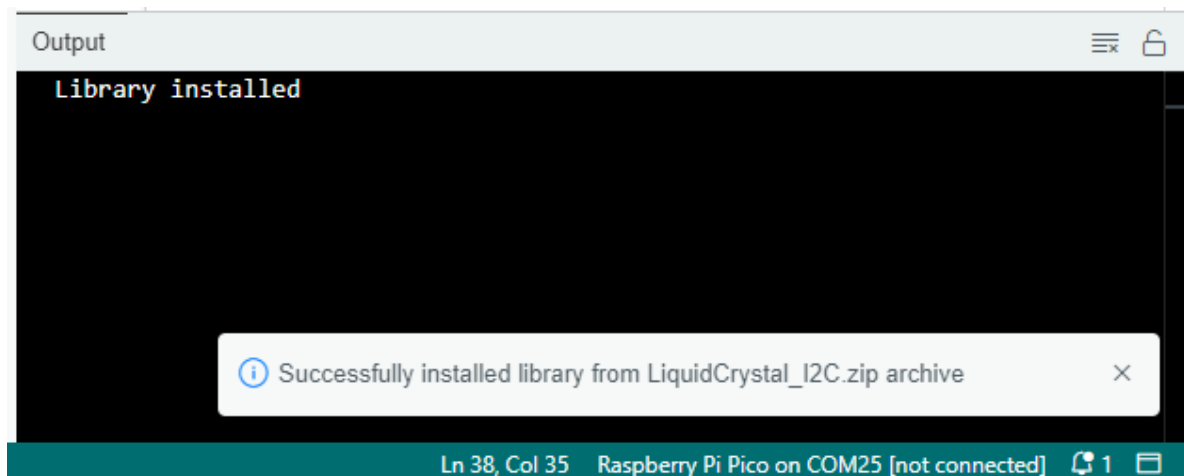 Output
Library installed
Successfully installed library from LiquidCrystal_I2C.zip archive
Ln 38, Col 35 Raspberry Pi Pico on COM25 [not connected] 1